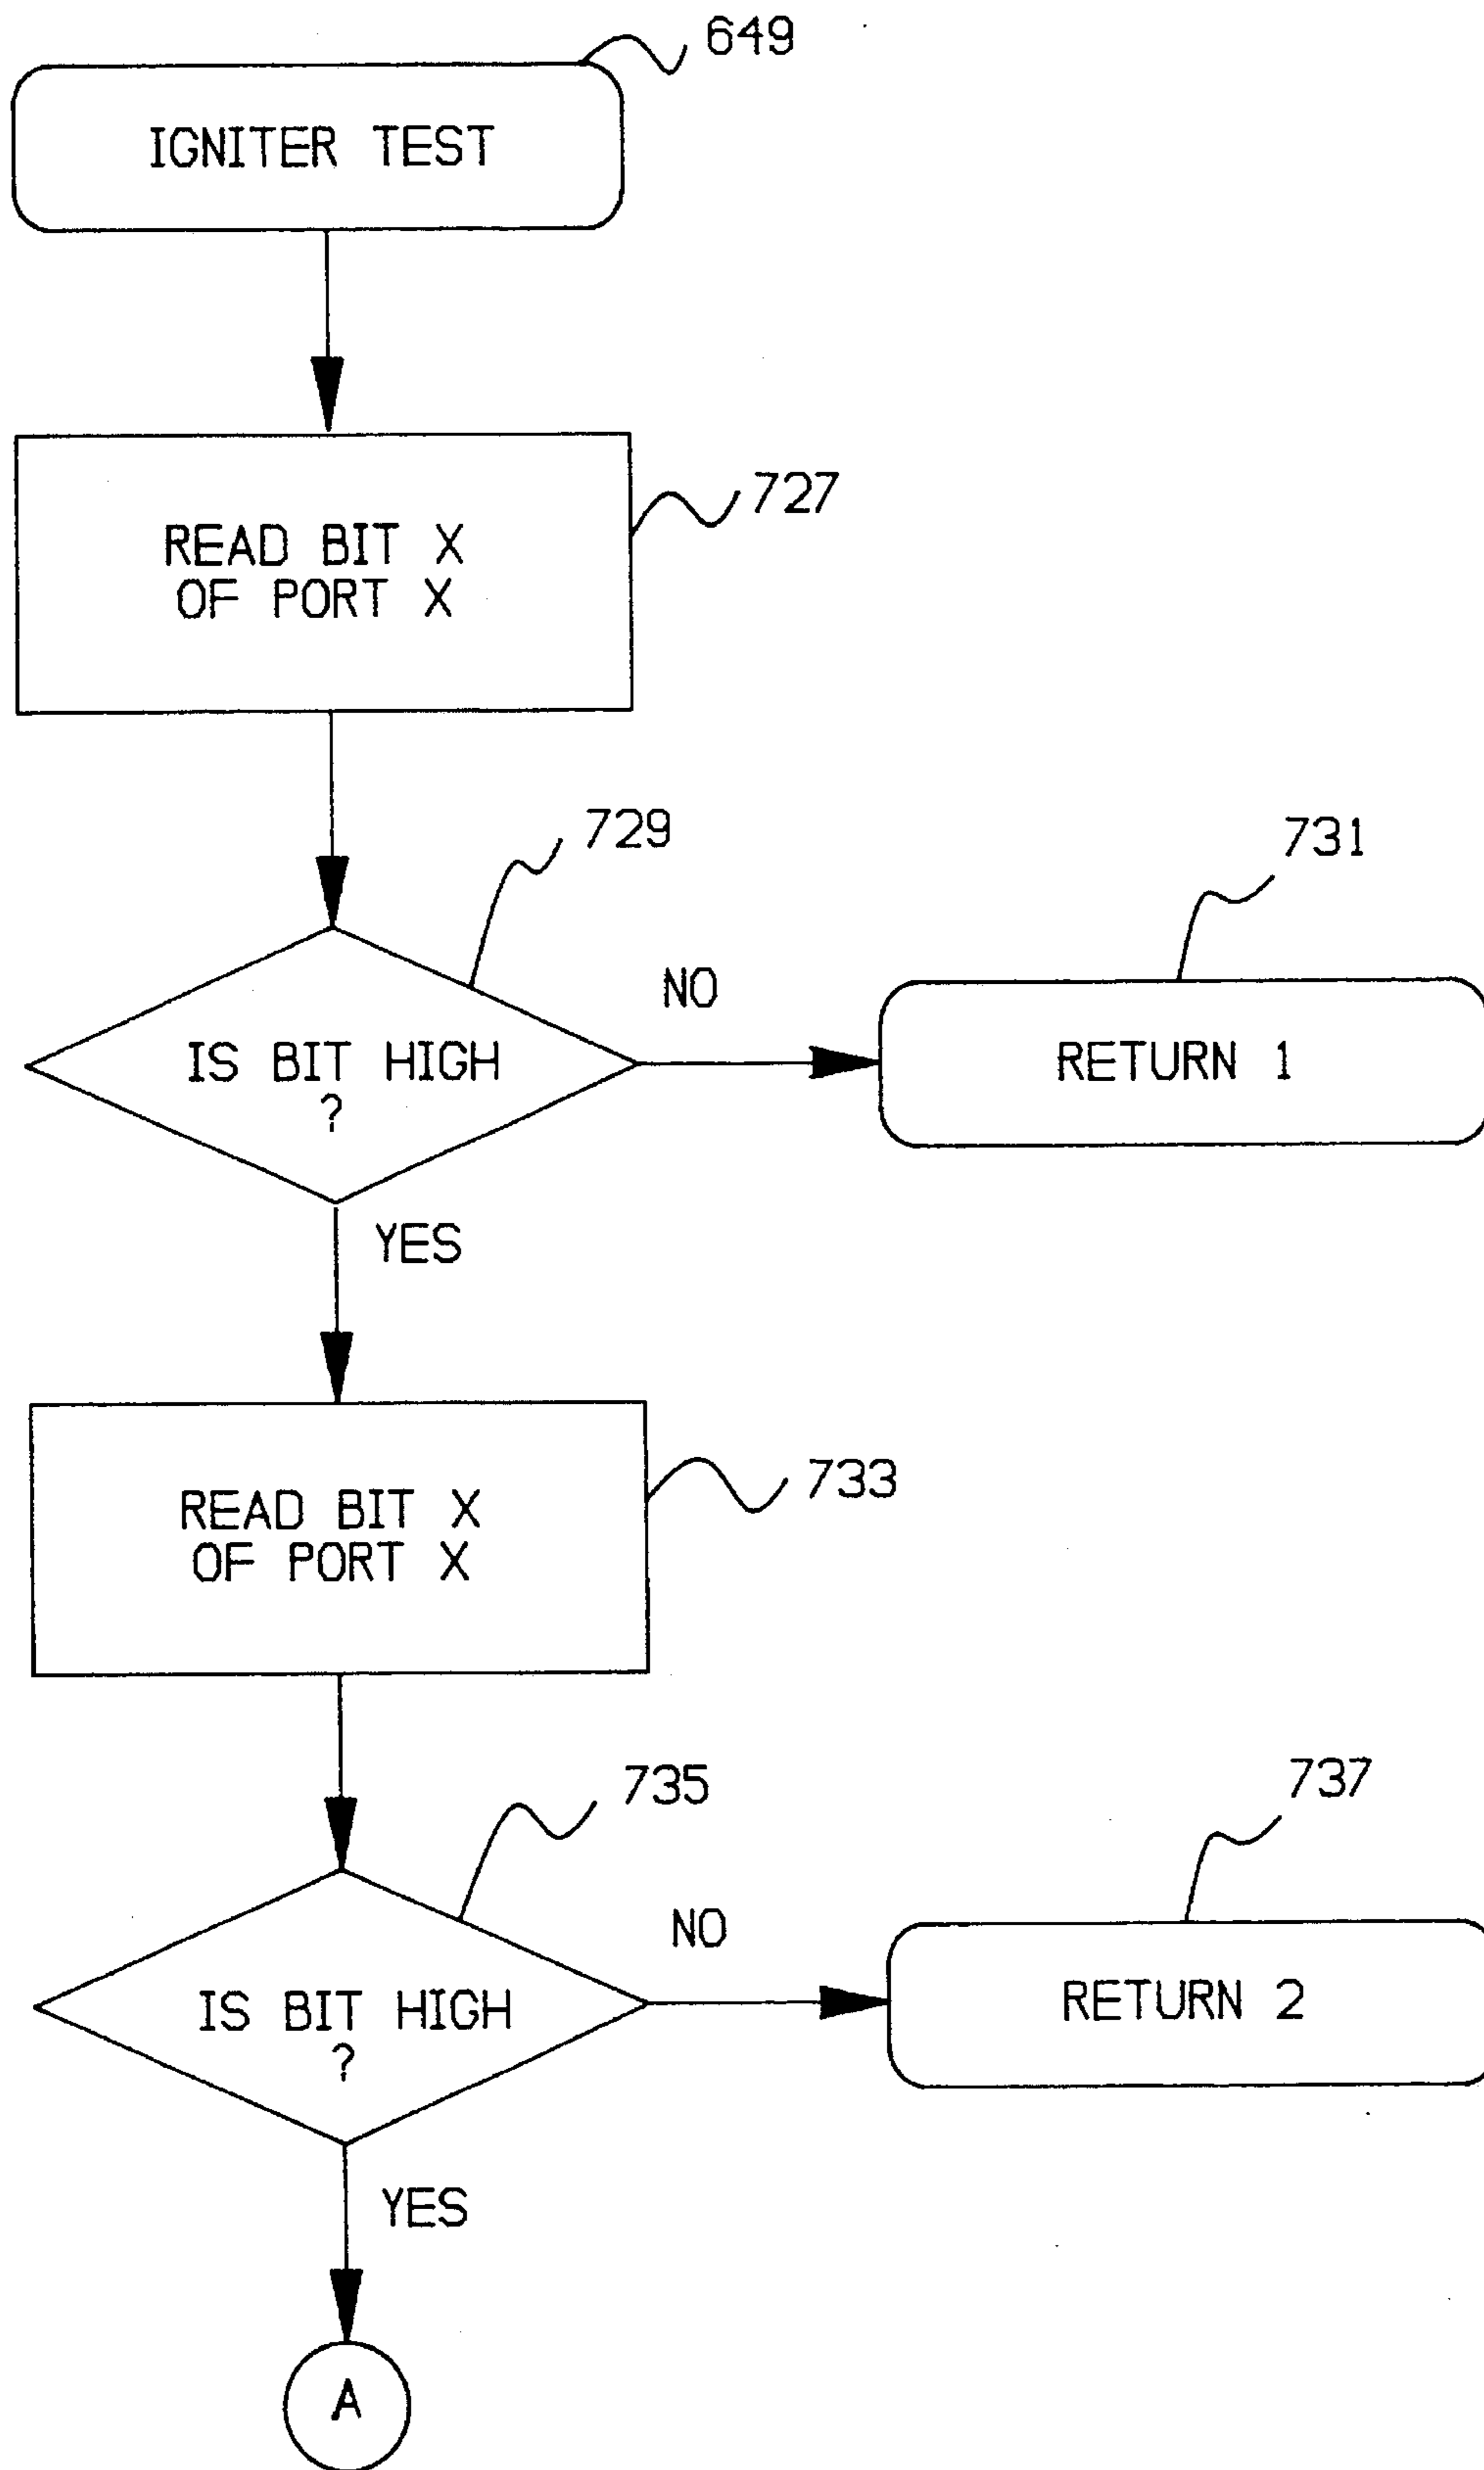 649
IGNITER TEST
727
READ BIT X
OF PORT X
729
731
NO
IS BIT HIGH
?
RETURN 1
YES
733
READ BIT X
OF PORT X
735
737
NO
IS BIT HIGH
?
RETURN 2
YES
A